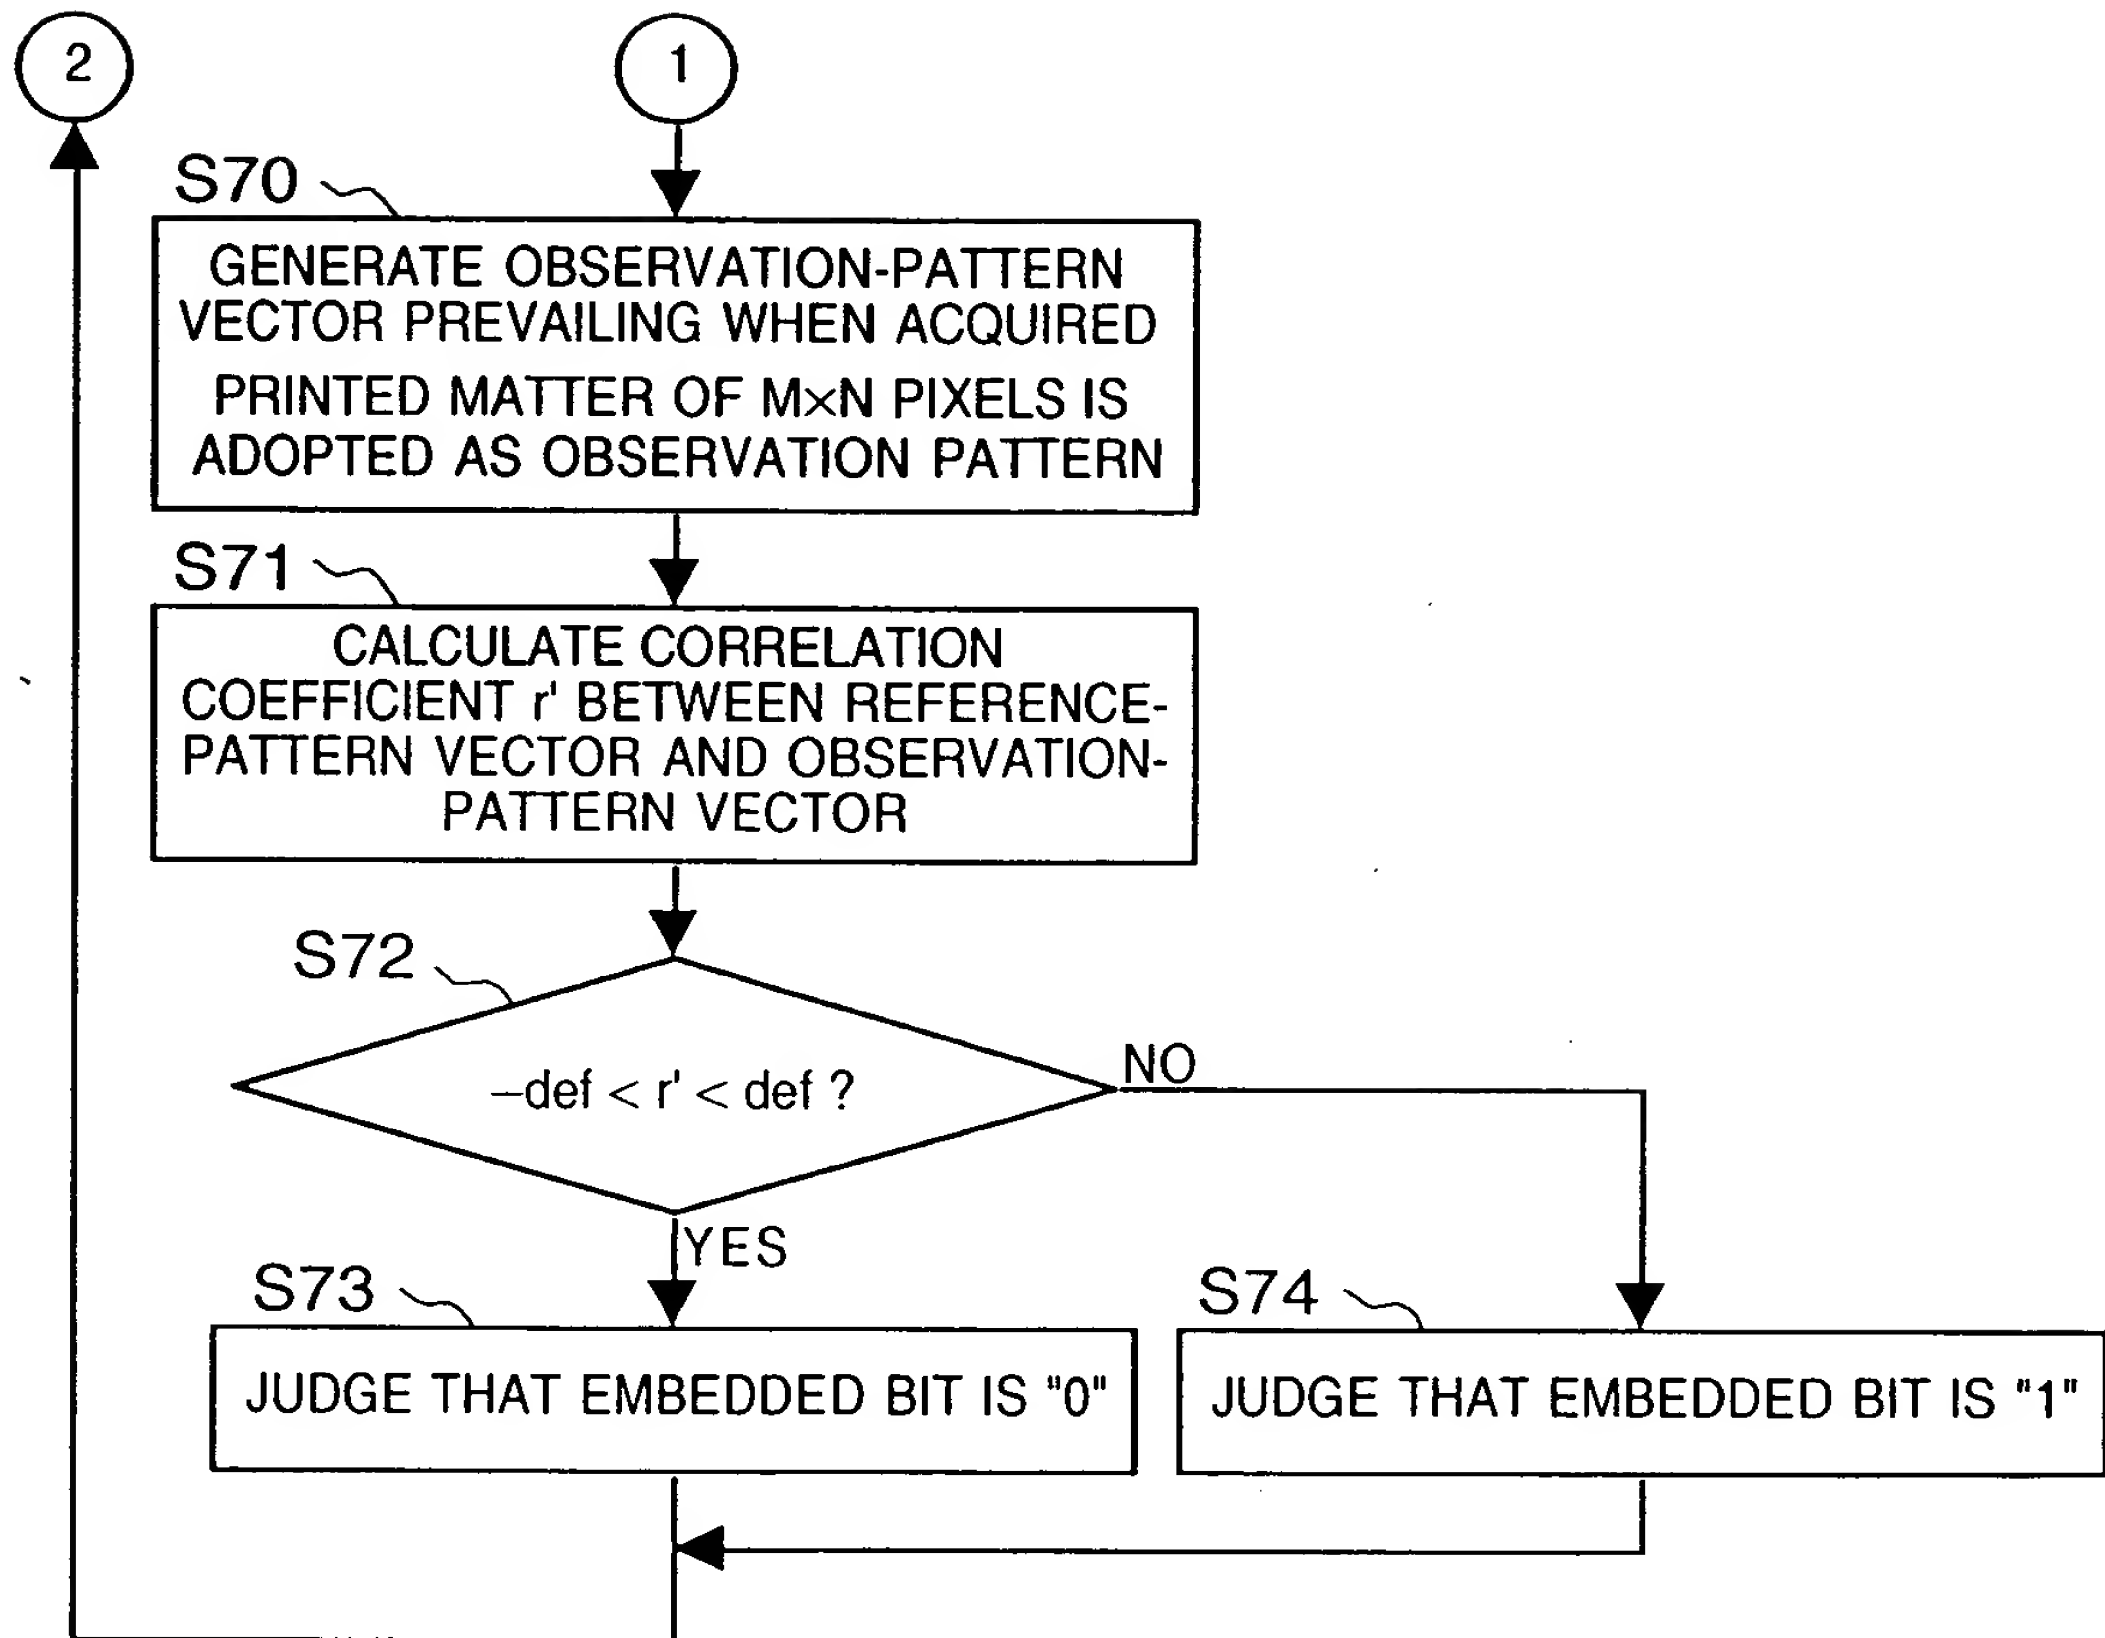 2
1
S70
GENERATE OBSERVATION-PATTERN
VECTOR PREVAILING WHEN ACQUIRED
PRINTED MATTER OF M×N PIXELS IS
ADOPTED AS OBSERVATION PATTERN
S71
CALCULATE CORRELATION
COEFFICIENT r' BETWEEN REFERENCE-
PATTERN VECTOR AND OBSERVATION-
PATTERN VECTOR
S72
−def < r' < def ?
NO
YES
S73
JUDGE THAT EMBEDDED BIT IS "0"
S74
JUDGE THAT EMBEDDED BIT IS "1"